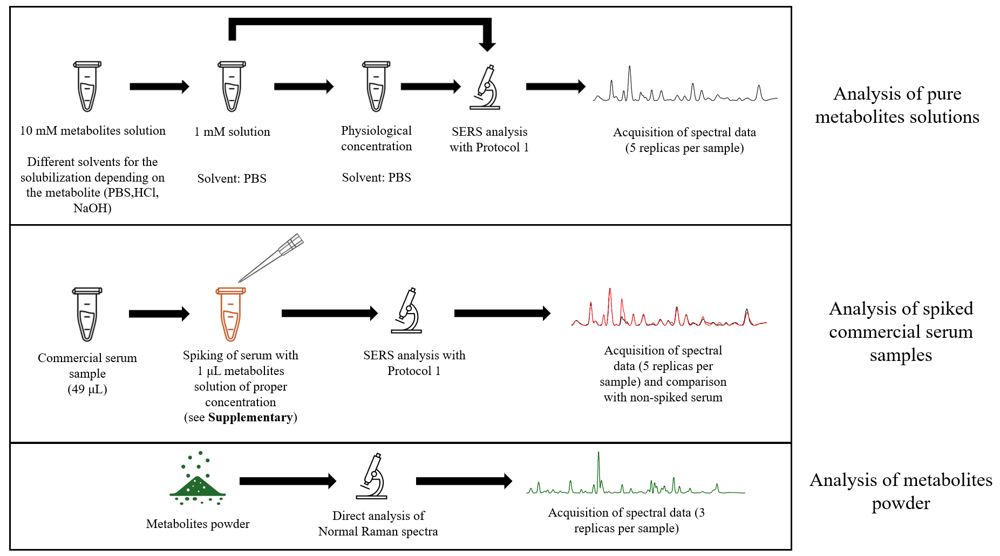 10 mM metabolites solution
Different solvents for the
solubilization depending on
the metabolite (PBS,HCl,
NaOH)
1 mM solution
Solvent: PBS
Physiological
concentration
Solvent: PBS
SERS analysis
with Protocol 1
Acquisition of spectral data
(5 replicas per sample)
Analysis of pure
metabolites solutions
Commercial serum
sample
(49 μL)
Spiking of serum with
1 μL metabolites
solution of proper
concentration
(see Supplementary)
SERS analysis with
Protocol 1
Acquisition of spectral
data (5 replicas per
sample) and comparison
with non-spiked serum
Analysis of spiked
commercial serum
samples
Metabolites powder
Direct analysis of
Normal Raman spectra
Acquisition of spectral data (3
replicas per sample)
Analysis of metabolites
powder